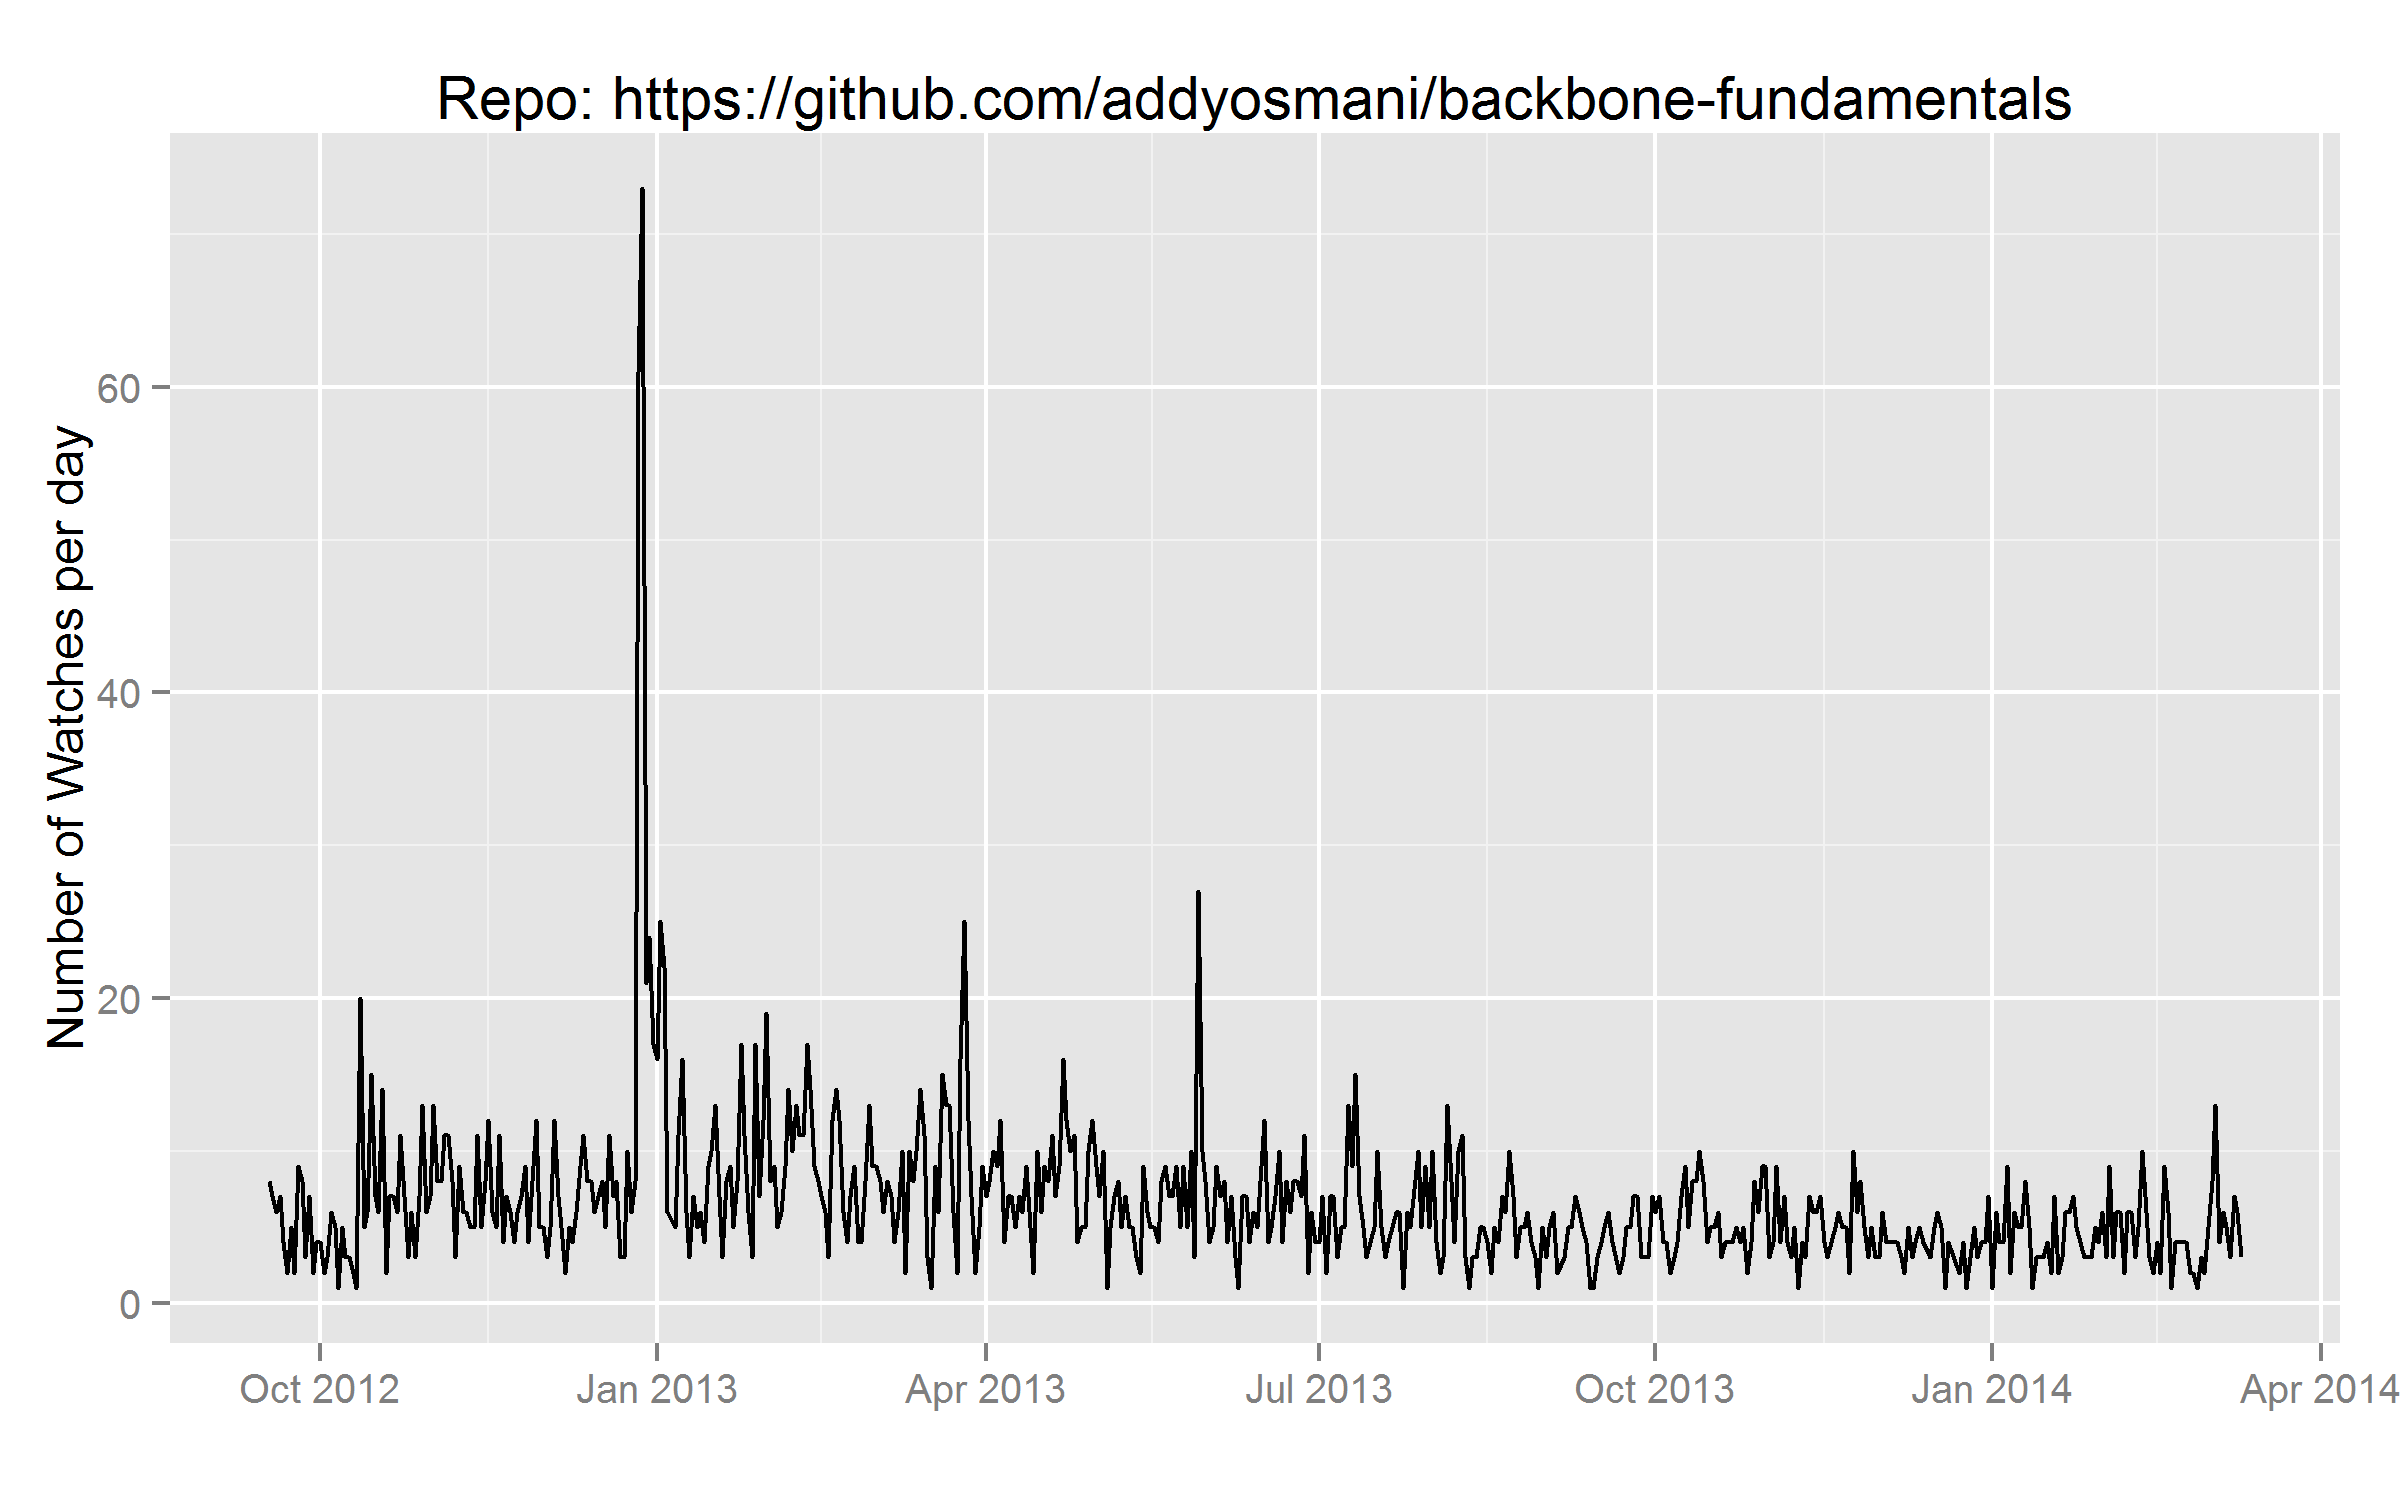 Repo: https://github.com/addyosmani/backbone-fundamentals
Number of Watches per day
60
40
20
0
Oct 2012
Jan 2013
Apr 2013
Jul 2013
Oct 2013
Jan 2014
Apr 2014